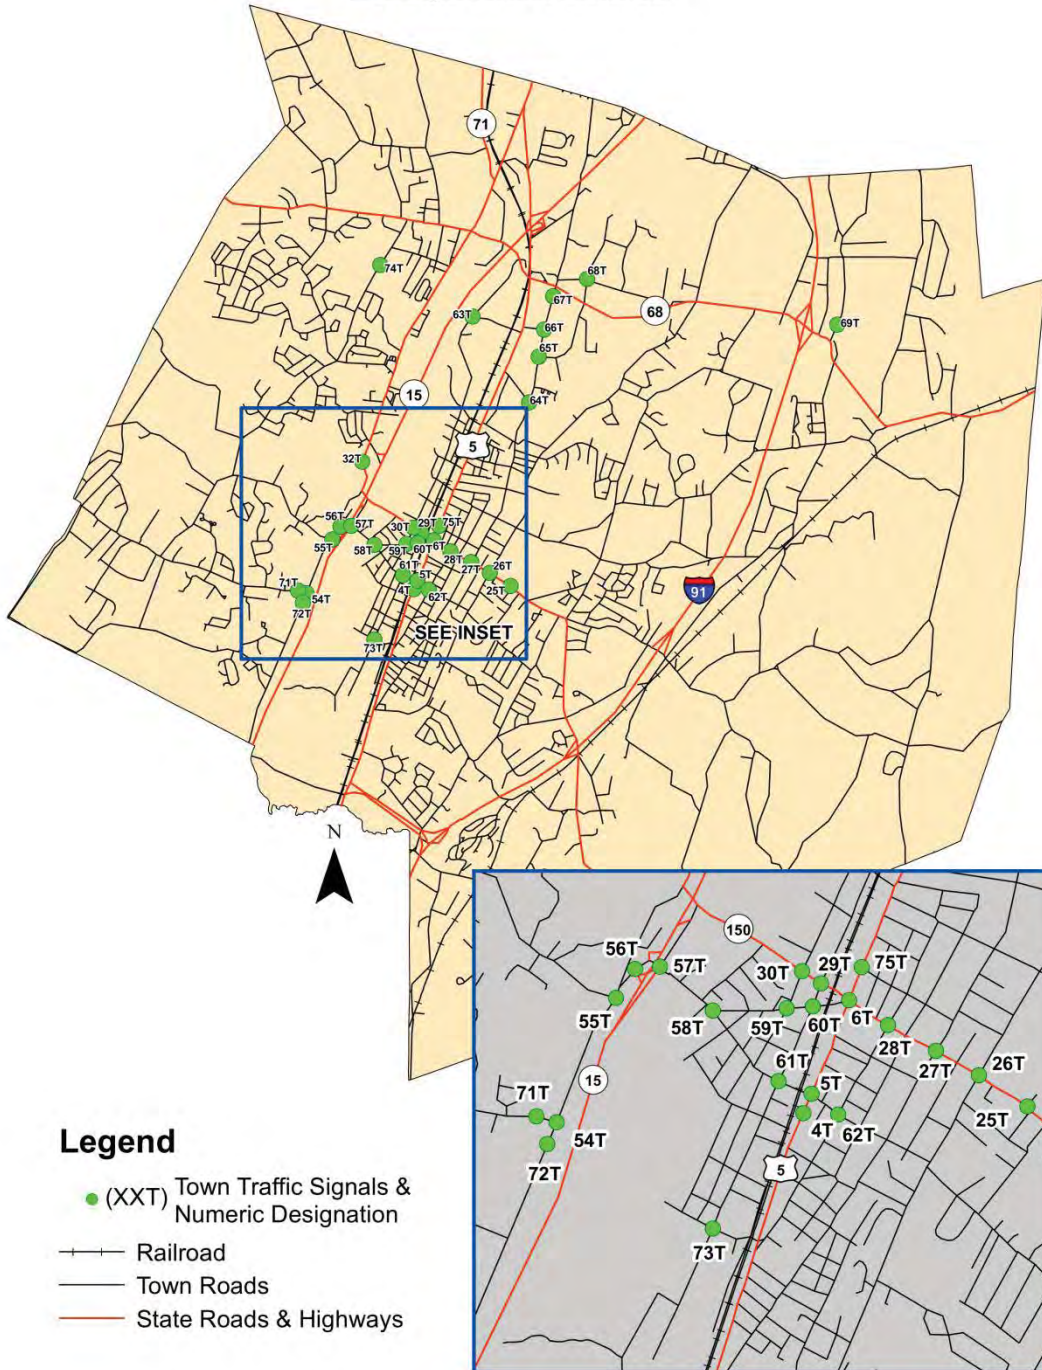 71
74T
68T
67T
63T
68
66T
69T
65T
15
64T
5
32T
56T
57T
30T
29T
75T
55T
58T
59T
60T
6T
28T
27T
26T
61T
5T
71T
4T
25T
91
54T
62T
72T
SEE INSET
73T
N
150
56T
57T
30T
29T
75T
55T
58T
59T
60T
6T
28T
27T
26T
61T
15
5T
71T
25T
54T
4T
62T
72T
5
73T
Legend
(XXT) Town Traffic Signals &
Numeric Designation
Railroad
Town Roads
State Roads & Highways